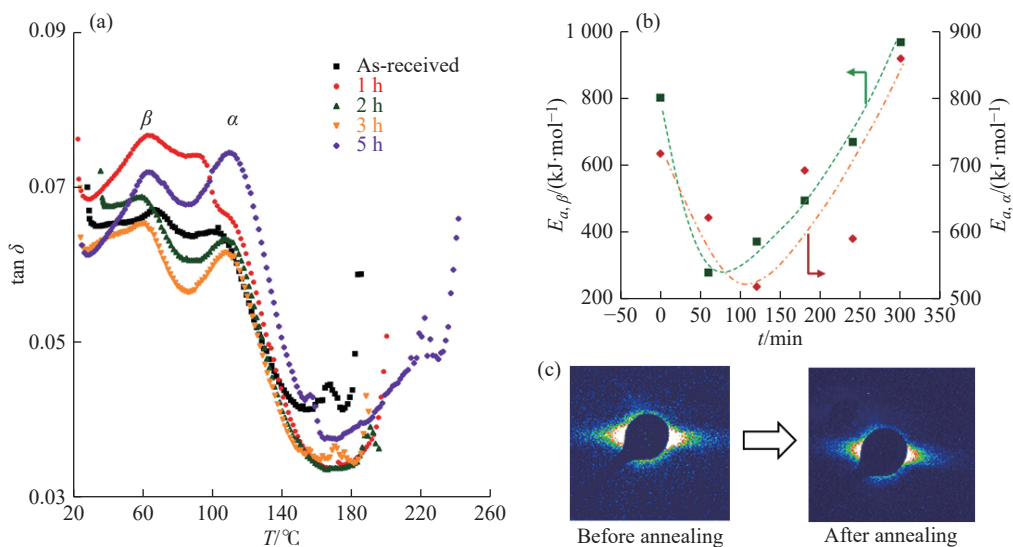 (a)
0.09
0.07
0.05
0.03
tan δ
20
60
100
140
180
220
260
T/℃
β
α
As-received
1 h
2 h
3 h
5 h
(b)
1 000
800
600
400
200
E_{a, β}/(kJ·mol⁻¹)
900
800
700
600
500
E_{a, α}/(kJ·mol⁻¹)
−50
0
50
100
150
200
250
300
350
t/min
(c)
Before annealing
After annealing